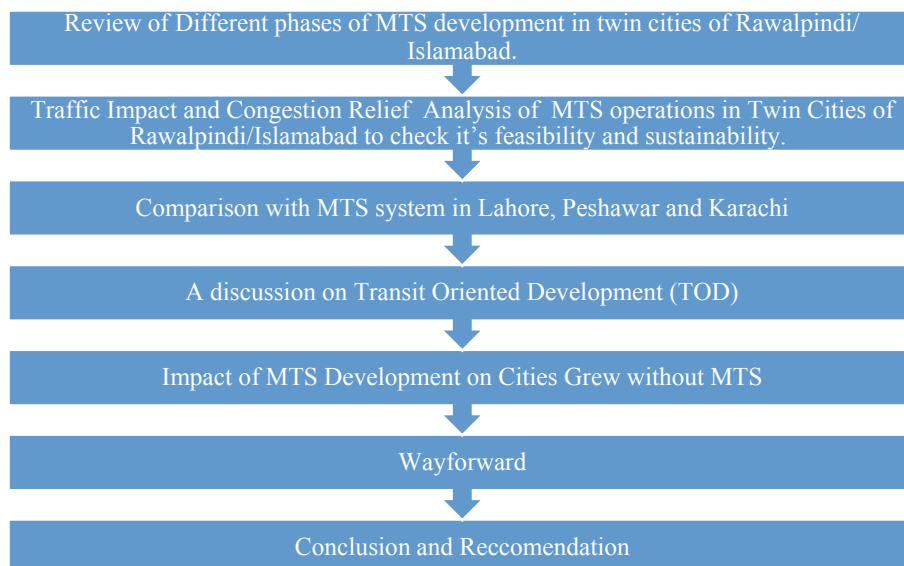 Review of Different phases of MTS development in twin cities of Rawalpindi/
Islamabad.
Traffic Impact and Congestion Relief Analysis of MTS operations in Twin Cities of
Rawalpindi/Islamabad to check it's feasibility and sustainability.
Comparison with MTS system in Lahore, Peshawar and Karachi
A discussion on Transit Oriented Development (TOD)
Impact of MTS Development on Cities Grew without MTS
Wayforward
Conclusion and Reccomendation